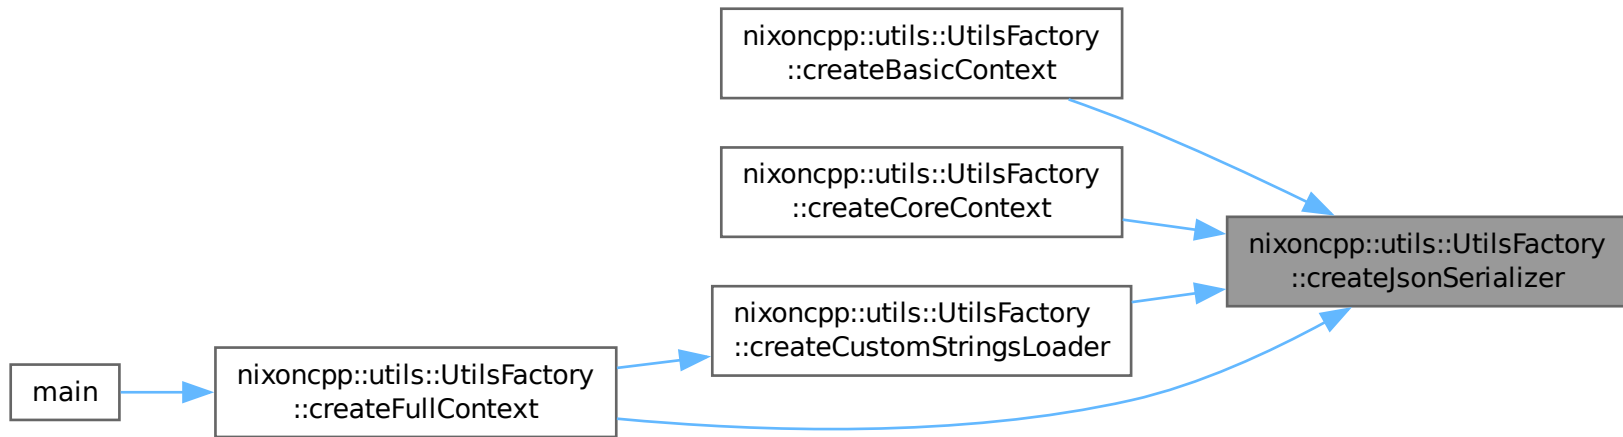 nixoncpp::utils::UtilsFactory
::createBasicContext
nixoncpp::utils::UtilsFactory
::createCoreContext
nixoncpp::utils::UtilsFactory
::createJsonSerializer
nixoncpp::utils::UtilsFactory
::createCustomStringsLoader
main
nixoncpp::utils::UtilsFactory
::createFullContext